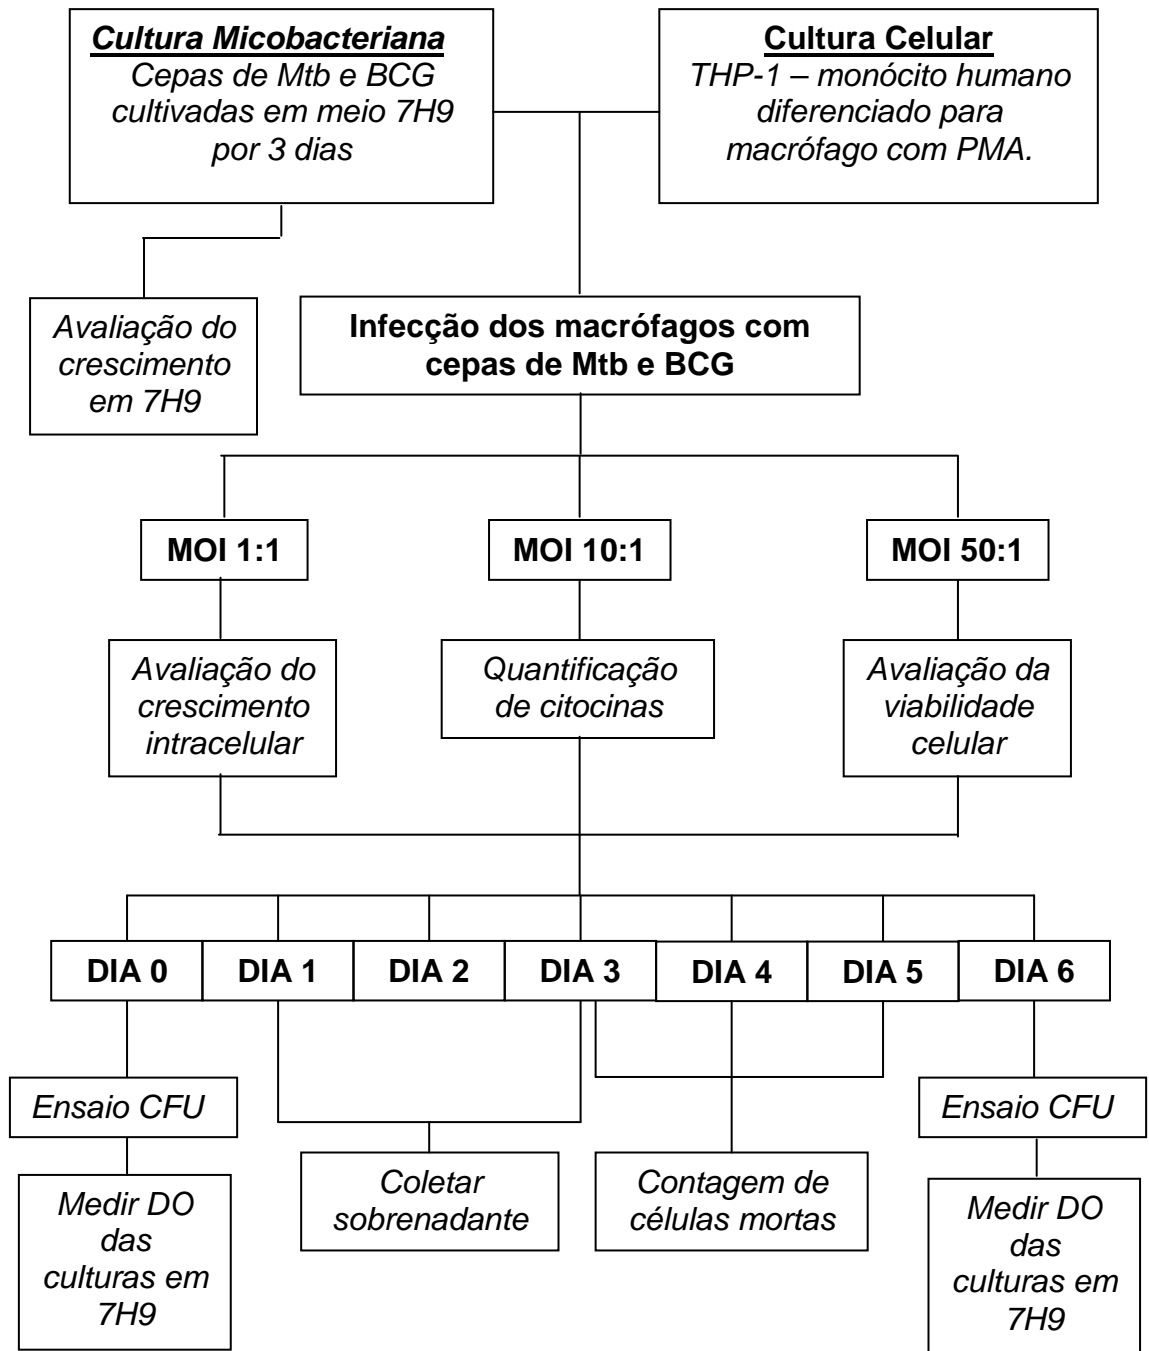 Cultura Micobacteriana
Cepas de Mtb e BCG
cultivadas em meio 7H9
por 3 dias
Cultura Celular
THP-1 – monócito humano
diferenciado para
macrófago com PMA.
Avaliação do
crescimento
em 7H9
Infecção dos macrófagos com
cepas de Mtb e BCG
MOI 1:1
MOI 10:1
MOI 50:1
Avaliação do
crescimento
intracelular
Quantificação
de citocinas
Avaliação da
viabilidade
celular
DIA 0
DIA 1
DIA 2
DIA 3
DIA 4
DIA 5
DIA 6
Ensaio CFU
Ensaio CFU
Medir DO
das
culturas em
7H9
Coletar
sobrenadante
Contagem de
células mortas
Medir DO
das
culturas em
7H9